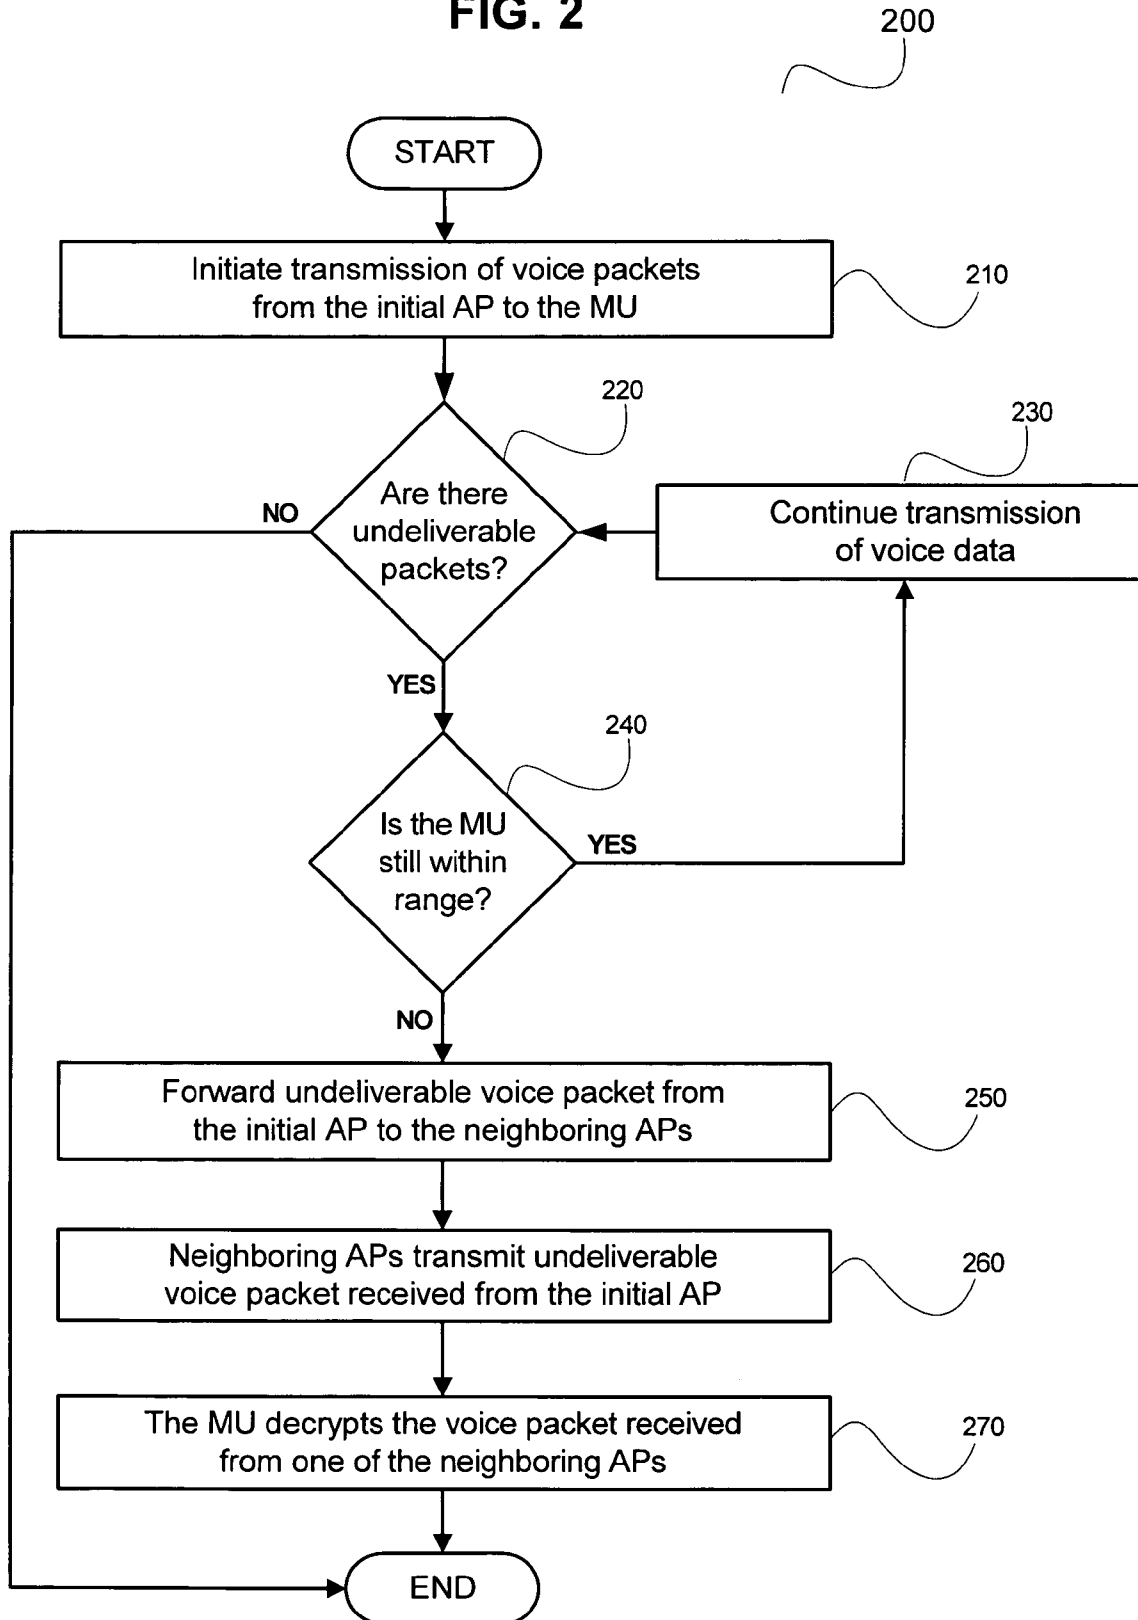 FIG. 2
200
START
Initiate transmission of voice packets
from the initial AP to the MU
210
220
Are there
undeliverable
packets?
NO
230
Continue transmission
of voice data
YES
240
Is the MU
still within
range?
YES
NO
Forward undeliverable voice packet from
the initial AP to the neighboring APs
250
Neighboring APs transmit undeliverable
voice packet received from the initial AP
260
The MU decrypts the voice packet received
from one of the neighboring APs
270
END